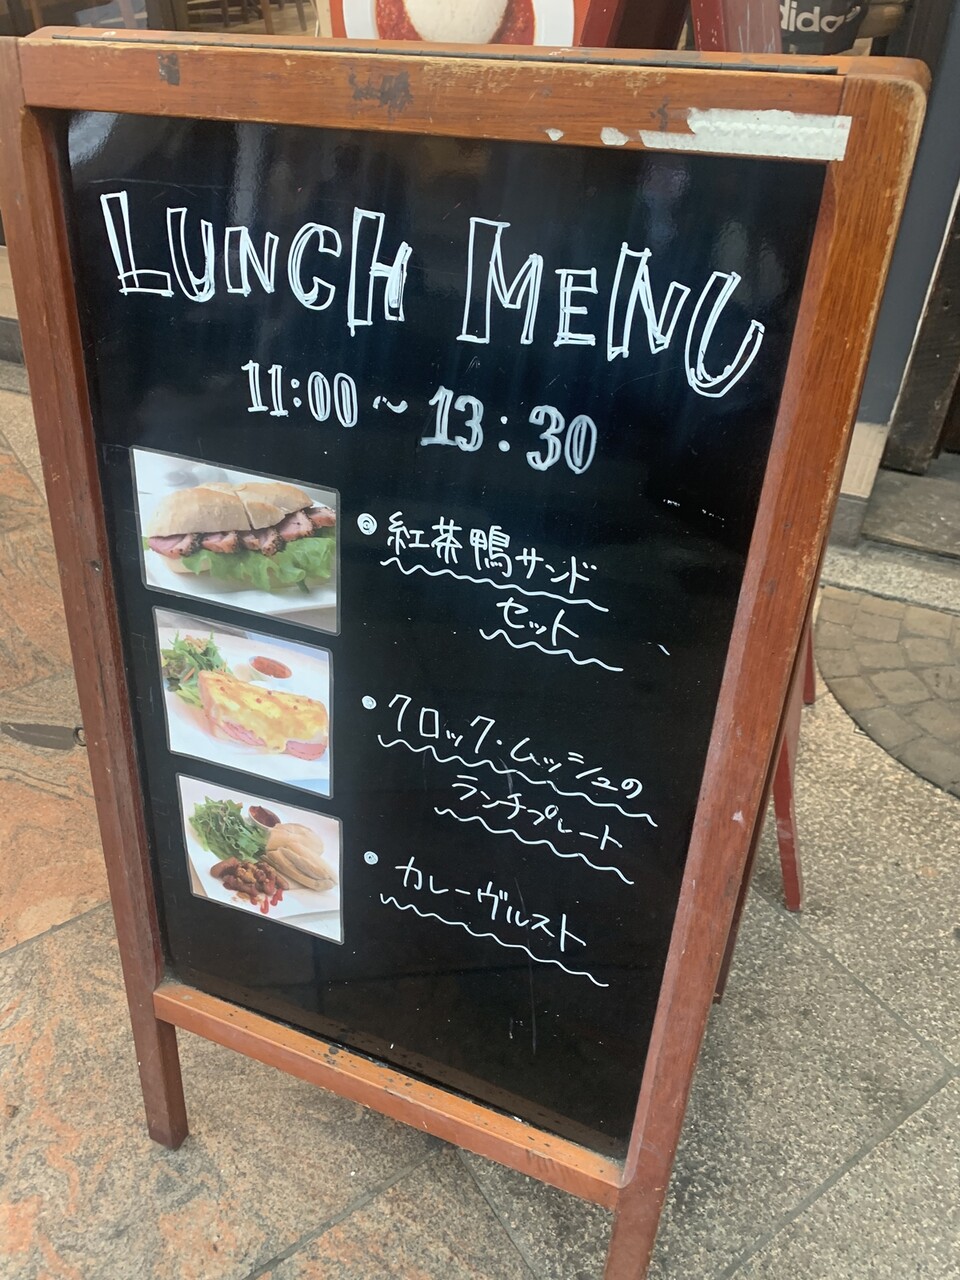 dido
LUNCH MENU
11:00 ~ 13:30
◎ 紅茶鴨サンド
セット
◎ クロック・ムッシュの
ランチプレート
◎ カレーヴルスト